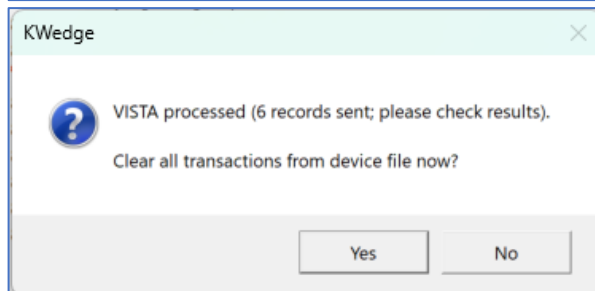 KWedge
VISTA processed (6 records sent; please check results).
Clear all transactions from device file now?
Yes
No